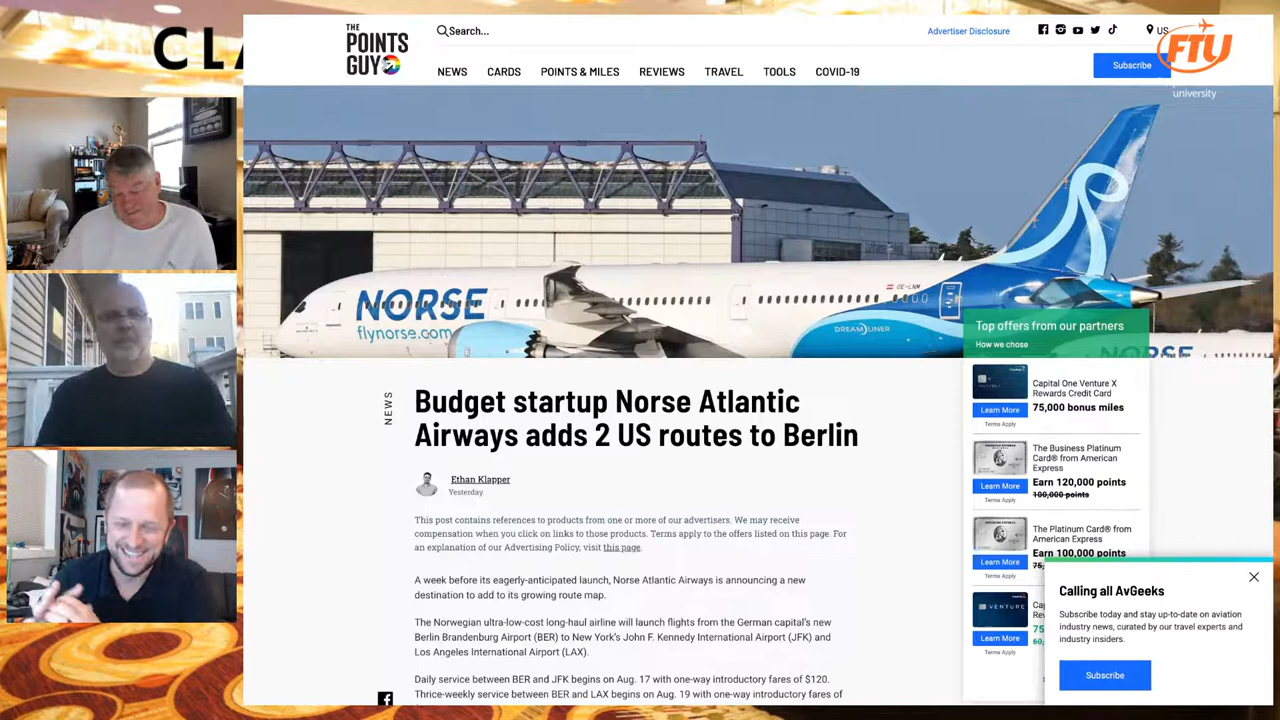 CLA
THE
POINTS
GUY
Search...
Advertiser Disclosure
US
FTU
university
NEWS CARDS POINTS & MILES REVIEWS TRAVEL TOOLS COVID-19
Subscribe
NORSE
flynorse.com
OE-LNM
DREAMLINER
NORSE
NEWS
Budget startup Norse Atlantic
Airways adds 2 US routes to Berlin
Ethan Klapper
Yesterday
This post contains references to products from one or more of our advertisers. We may receive
compensation when you click on links to those products. Terms apply to the offers listed on this page. For
an explanation of our Advertising Policy, visit this page.
A week before its eagerly-anticipated launch, Norse Atlantic Airways is announcing a new
destination to add to its growing route map.
The Norwegian ultra-low-cost long-haul airline will launch flights from the German capital's new
Berlin Brandenburg Airport (BER) to New York's John F. Kennedy International Airport (JFK) and
Los Angeles International Airport (LAX).
Daily service between BER and JFK begins on Aug. 17 with one-way introductory fares of $120.
Thrice-weekly service between BER and LAX begins on Aug. 19 with one-way introductory fares of
Top offers from our partners
How we chose
Capital One Venture X
Rewards Credit Card
75,000 bonus miles
Learn More
Terms Apply
The Business Platinum
Card® from American
Express
Earn 120,000 points
100,000 points
Learn More
Terms Apply
The Platinum Card® from
American Express
Earn 100,000 points
75,
Learn More
Terms Apply
VENTURE
Cap
Rev
75
60,
Learn More
Terms Apply
Calling all AvGeeks
Subscribe today and stay up-to-date on aviation
industry news, curated by our travel experts and
industry insiders.
Subscribe